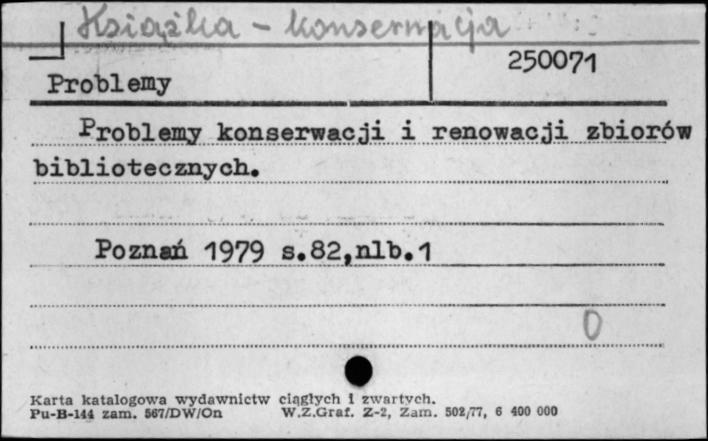 Książka - konserwacja
250071
Problemy
Problemy konserwacji i renowacji zbiorów
bibliotecznych.
Poznań 1979 s.82,nlb.1
0
Karta katalogowa wydawnictw ciągłych i zwartych.
Pu-B-144 zam. 567/DW/On W.Z.Graf. Z-2, Zam. 502/77, 6 400 000